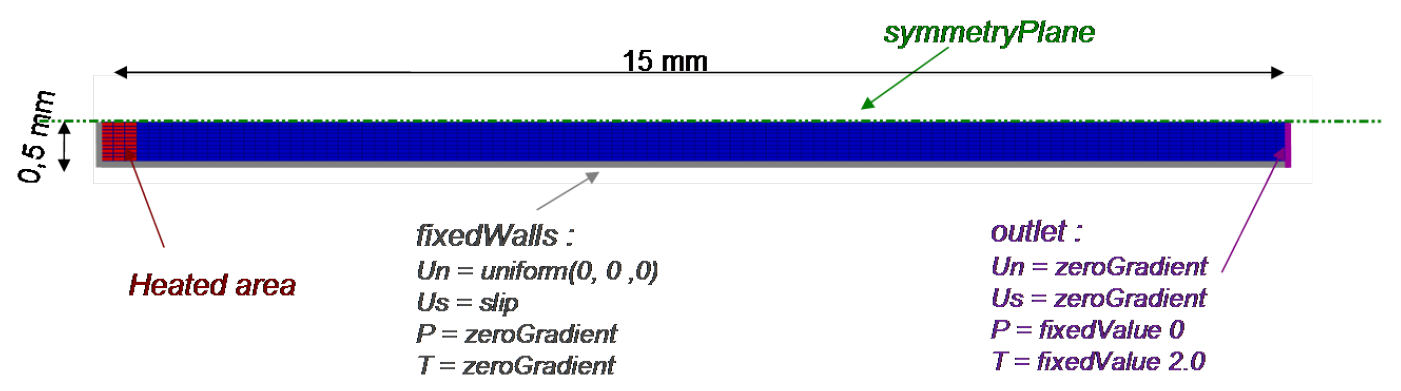 symmetryPlane
15 mm
0,5 mm
Heated area
fixedWalls :
Un = uniform(0, 0 ,0)
Us = slip
P = zeroGradient
T = zeroGradient
outlet :
Un = zeroGradient
Us = zeroGradient
P = fixedValue 0
T = fixedValue 2.0